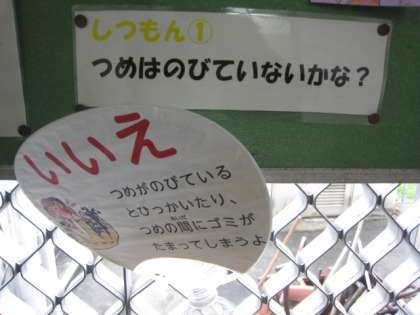 しつもん①
つめはのびていないかな？
いいえ
つめがのびている
とひっかいたり、
つめの間にゴミが
たまってしまうよ